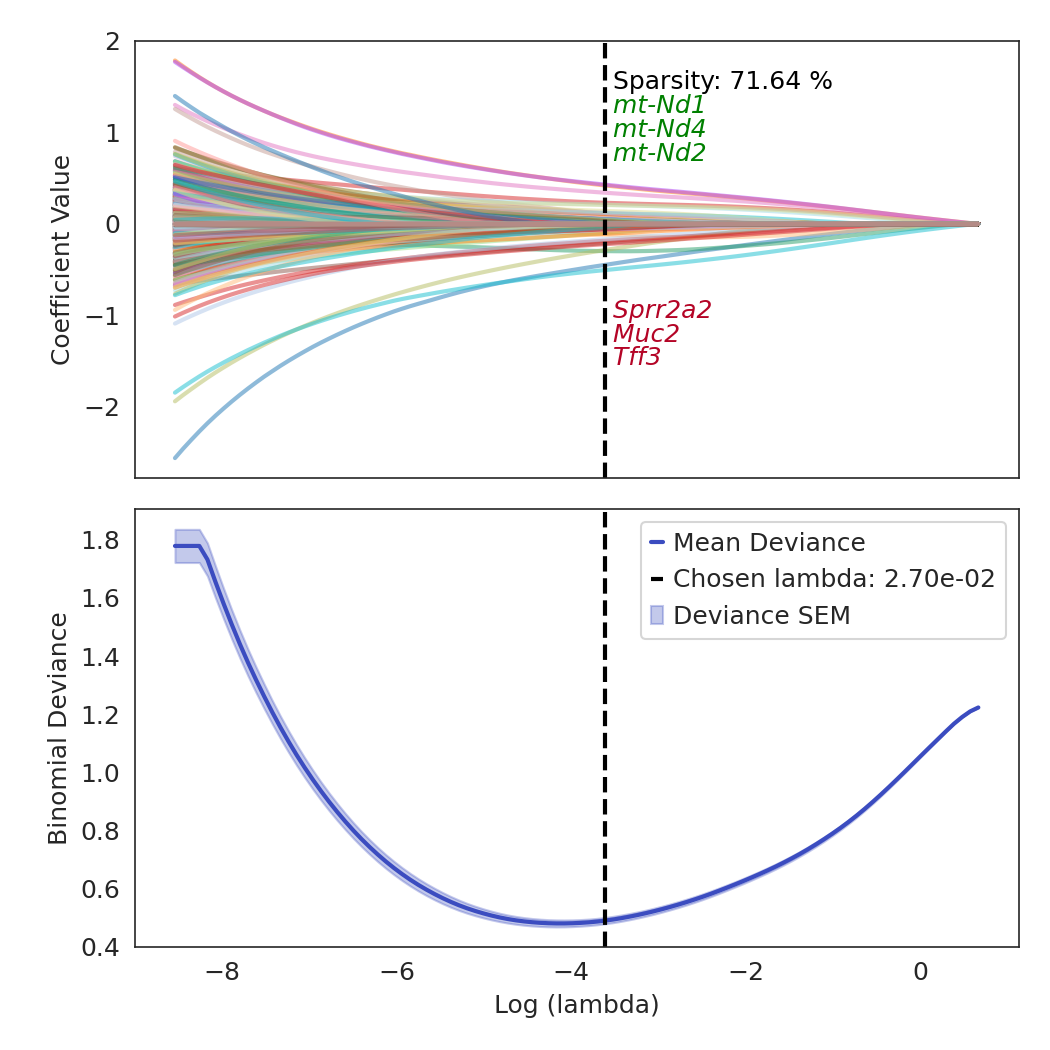 2
1
0
−1
−2
Coefficient Value
Sparsity: 71.64 %
mt-Nd1
mt-Nd4
mt-Nd2
Sprr2a2
Muc2
Tff3
1.8
1.6
1.4
1.2
1.0
0.8
0.6
0.4
Binomial Deviance
Mean Deviance
Chosen lambda: 2.70e-02
Deviance SEM
−8
−6
−4
−2
0
Log (lambda)